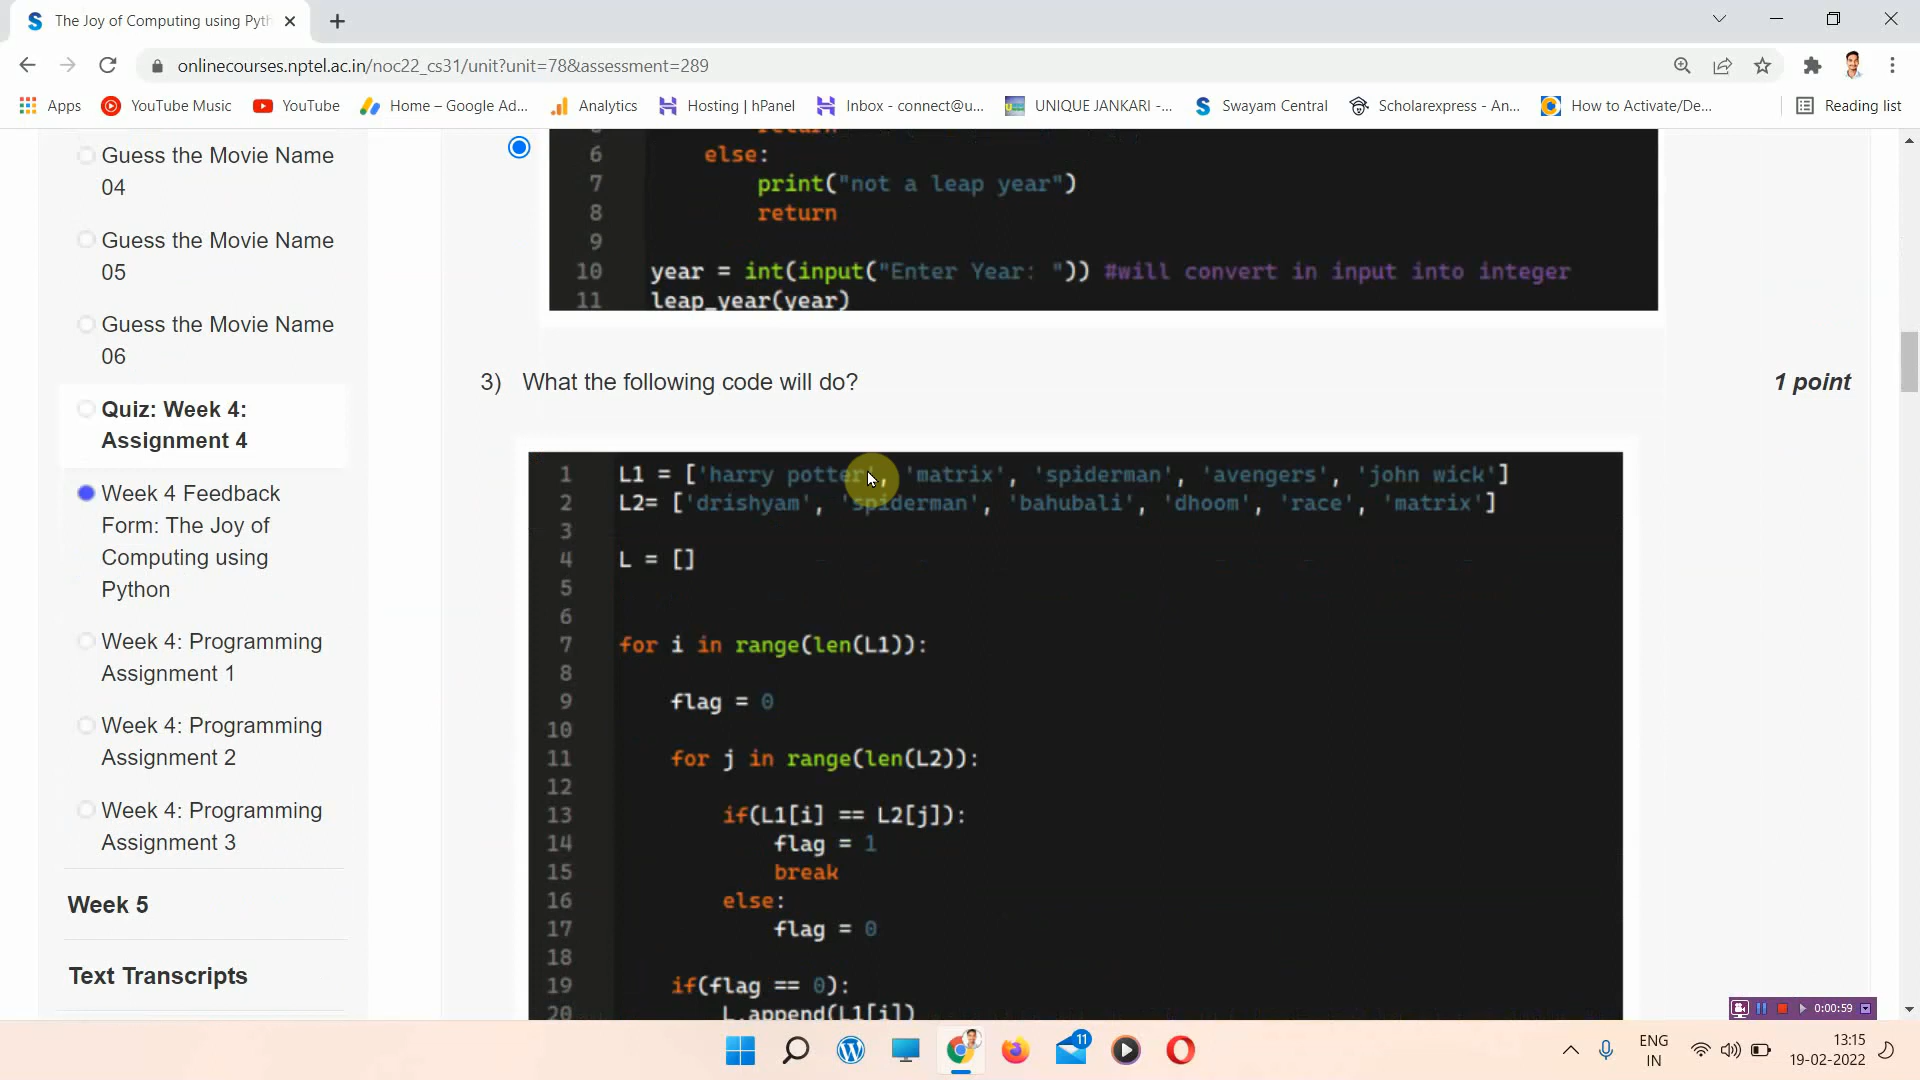 The Joy of Computing using Pyth
onlinecourses.nptel.ac.in/noc22_cs31/unit?unit=78&assessment=289
Apps YouTube Music YouTube Home – Google Ad... Analytics Hosting | hPanel Inbox - connect@u... UNIQUE JANKARI -... Swayam Central Scholarexpress - An... How to Activate/De... Reading list
Guess the Movie Name
04
Guess the Movie Name
05
Guess the Movie Name
06
Quiz: Week 4:
Assignment 4
Week 4 Feedback
Form: The Joy of
Computing using
Python
Week 4: Programming
Assignment 1
Week 4: Programming
Assignment 2
Week 4: Programming
Assignment 3
Week 5
Text Transcripts
return
6 else:
7 print("not a leap year")
8 return
9
10 year = int(input("Enter Year: ")) #will convert in input into integer
11 leap_year(year)
3) What the following code will do? 1 point
1 L1 = ['harry potter', 'matrix', 'spiderman', 'avengers', 'john wick']
2 L2= ['drishyam', 'spiderman', 'bahubali', 'dhoom', 'race', 'matrix']
3
4 L = []
5
6
7 for i in range(len(L1)):
8
9 flag = 0
10
11 for j in range(len(L2)):
12
13 if(L1[i] == L2[j]):
14 flag = 1
15 break
16 else:
17 flag = 0
18
19 if(flag == 0):
20 L.append(L1[i])
0:00:59
11
ENG
IN
13:15
19-02-2022